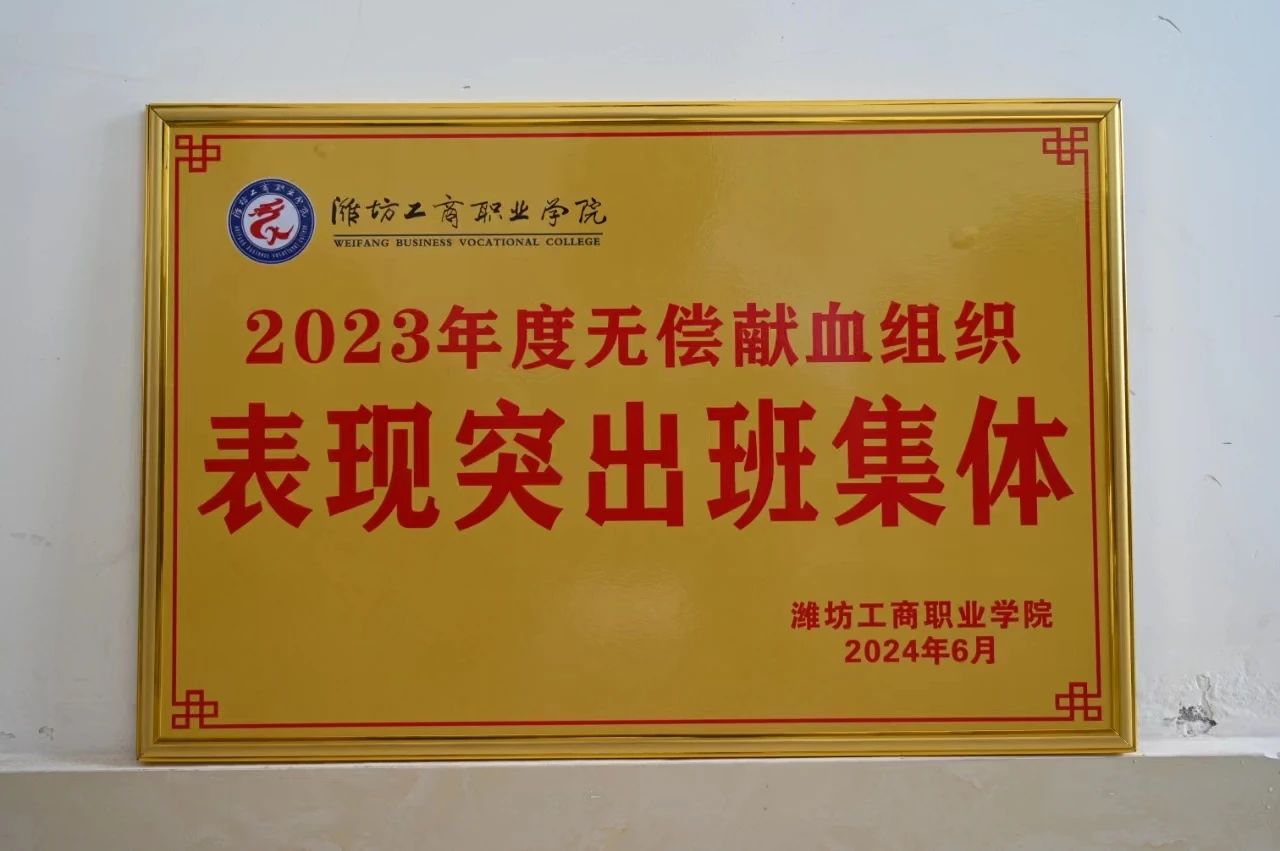 潍坊工商职业学院
WEIFANG BUSINESS VOCATIONAL COLLEGE
2023年度无偿献血组织
表现突出班集体
潍坊工商职业学院
2024年6月